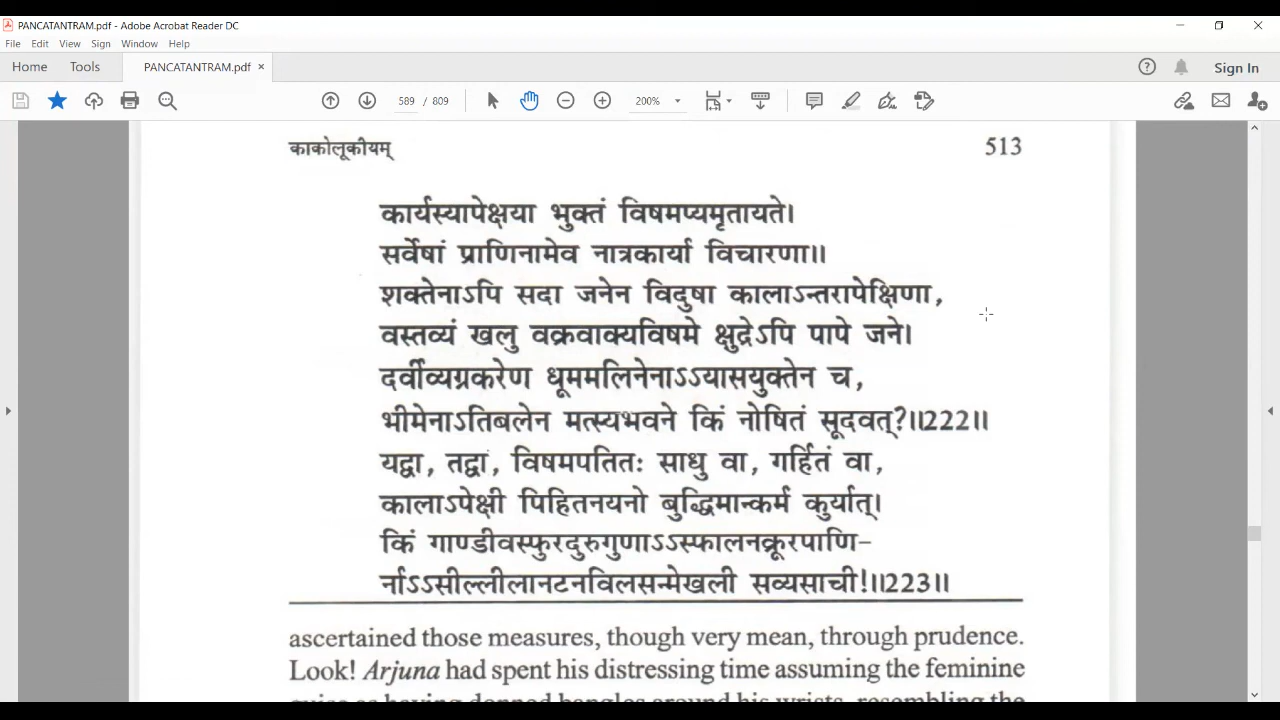 PANCATANTRAM.pdf - Adobe Acrobat Reader DC
File Edit View Sign Window Help
Home Tools PANCATANTRAM.pdf × Sign In
589 / 809 200%
काकोलूकीयम् 513
कार्यस्यापेक्षया भुक्तं विषमप्यमृतायते।
सर्वेषां प्राणिनामेव नात्रकार्या विचारणा॥
शक्तेनाऽपि सदा जनेन विदुषा कालाऽन्तरापेक्षिणा,
वस्तव्यं खलु वक्रवाक्यविषमे क्षुद्रेऽपि पापे जने।
दर्वीव्यग्रकरेण धूममलिनेनाऽऽयासयुक्तेन च,
भीमेनाऽतिबलेन मत्स्यभवने किं नोषितं सूदवत्?॥222॥
यद्वा, तद्वा, विषमपतितः साधु वा, गर्हितं वा,
कालाऽपेक्षी पिहितनयनो बुद्धिमान्कर्म कुर्यात्।
किं गाण्डीवस्फुरदुरुगुणाऽऽस्फालनक्रूरपाणि-
र्नाऽऽसील्लीलानटनविलसन्मेखली सव्यसाची!॥223॥
ascertained those measures, though very mean, through prudence.
Look! Arjuna had spent his distressing time assuming the feminine